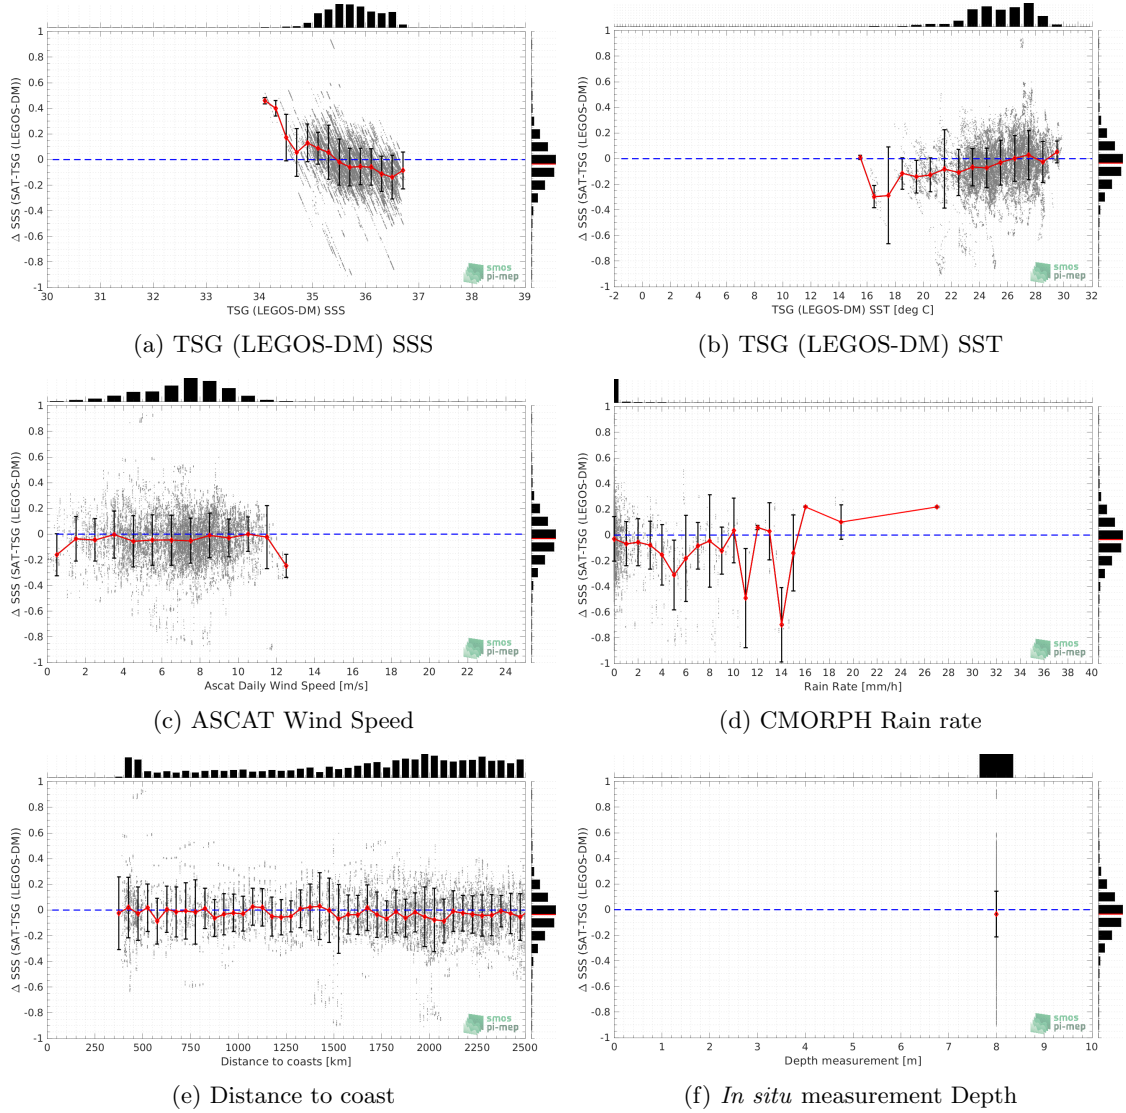 1
0.8
0.6
0.4
0.2
0
-0.2
-0.4
-0.6
-0.8
-1
Δ SSS (SAT-TSG (LEGOS-DM))
smos
pi-mep
30 31 32 33 34 35 36 37 38 39
TSG (LEGOS-DM) SSS
(a) TSG (LEGOS-DM) SSS
1
0.8
0.6
0.4
0.2
0
-0.2
-0.4
-0.6
-0.8
-1
Δ SSS (SAT-TSG (LEGOS-DM))
smos
pi-mep
-2 0 2 4 6 8 10 12 14 16 18 20 22 24 26 28 30 32
TSG (LEGOS-DM) SST [deg C]
(b) TSG (LEGOS-DM) SST
1
0.8
0.6
0.4
0.2
0
-0.2
-0.4
-0.6
-0.8
-1
Δ SSS (SAT-TSG (LEGOS-DM))
smos
pi-mep
0 2 4 6 8 10 12 14 16 18 20 22 24
Ascat Daily Wind Speed [m/s]
(c) ASCAT Wind Speed
1
0.8
0.6
0.4
0.2
0
-0.2
-0.4
-0.6
-0.8
-1
Δ SSS (SAT-TSG (LEGOS-DM))
smos
pi-mep
0 2 4 6 8 10 12 14 16 18 20 22 24 26 28 30 32 34 36 38 40
Rain Rate [mm/h]
(d) CMORPH Rain rate
1
0.8
0.6
0.4
0.2
0
-0.2
-0.4
-0.6
-0.8
-1
Δ SSS (SAT-TSG (LEGOS-DM))
smos
pi-mep
0 250 500 750 1000 1250 1500 1750 2000 2250 2500
Distance to coasts [km]
(e) Distance to coast
1
0.8
0.6
0.4
0.2
0
-0.2
-0.4
-0.6
-0.8
-1
Δ SSS (SAT-TSG (LEGOS-DM))
smos
pi-mep
0 1 2 3 4 5 6 7 8 9 10
Depth measurement [m]
(f) In situ measurement Depth